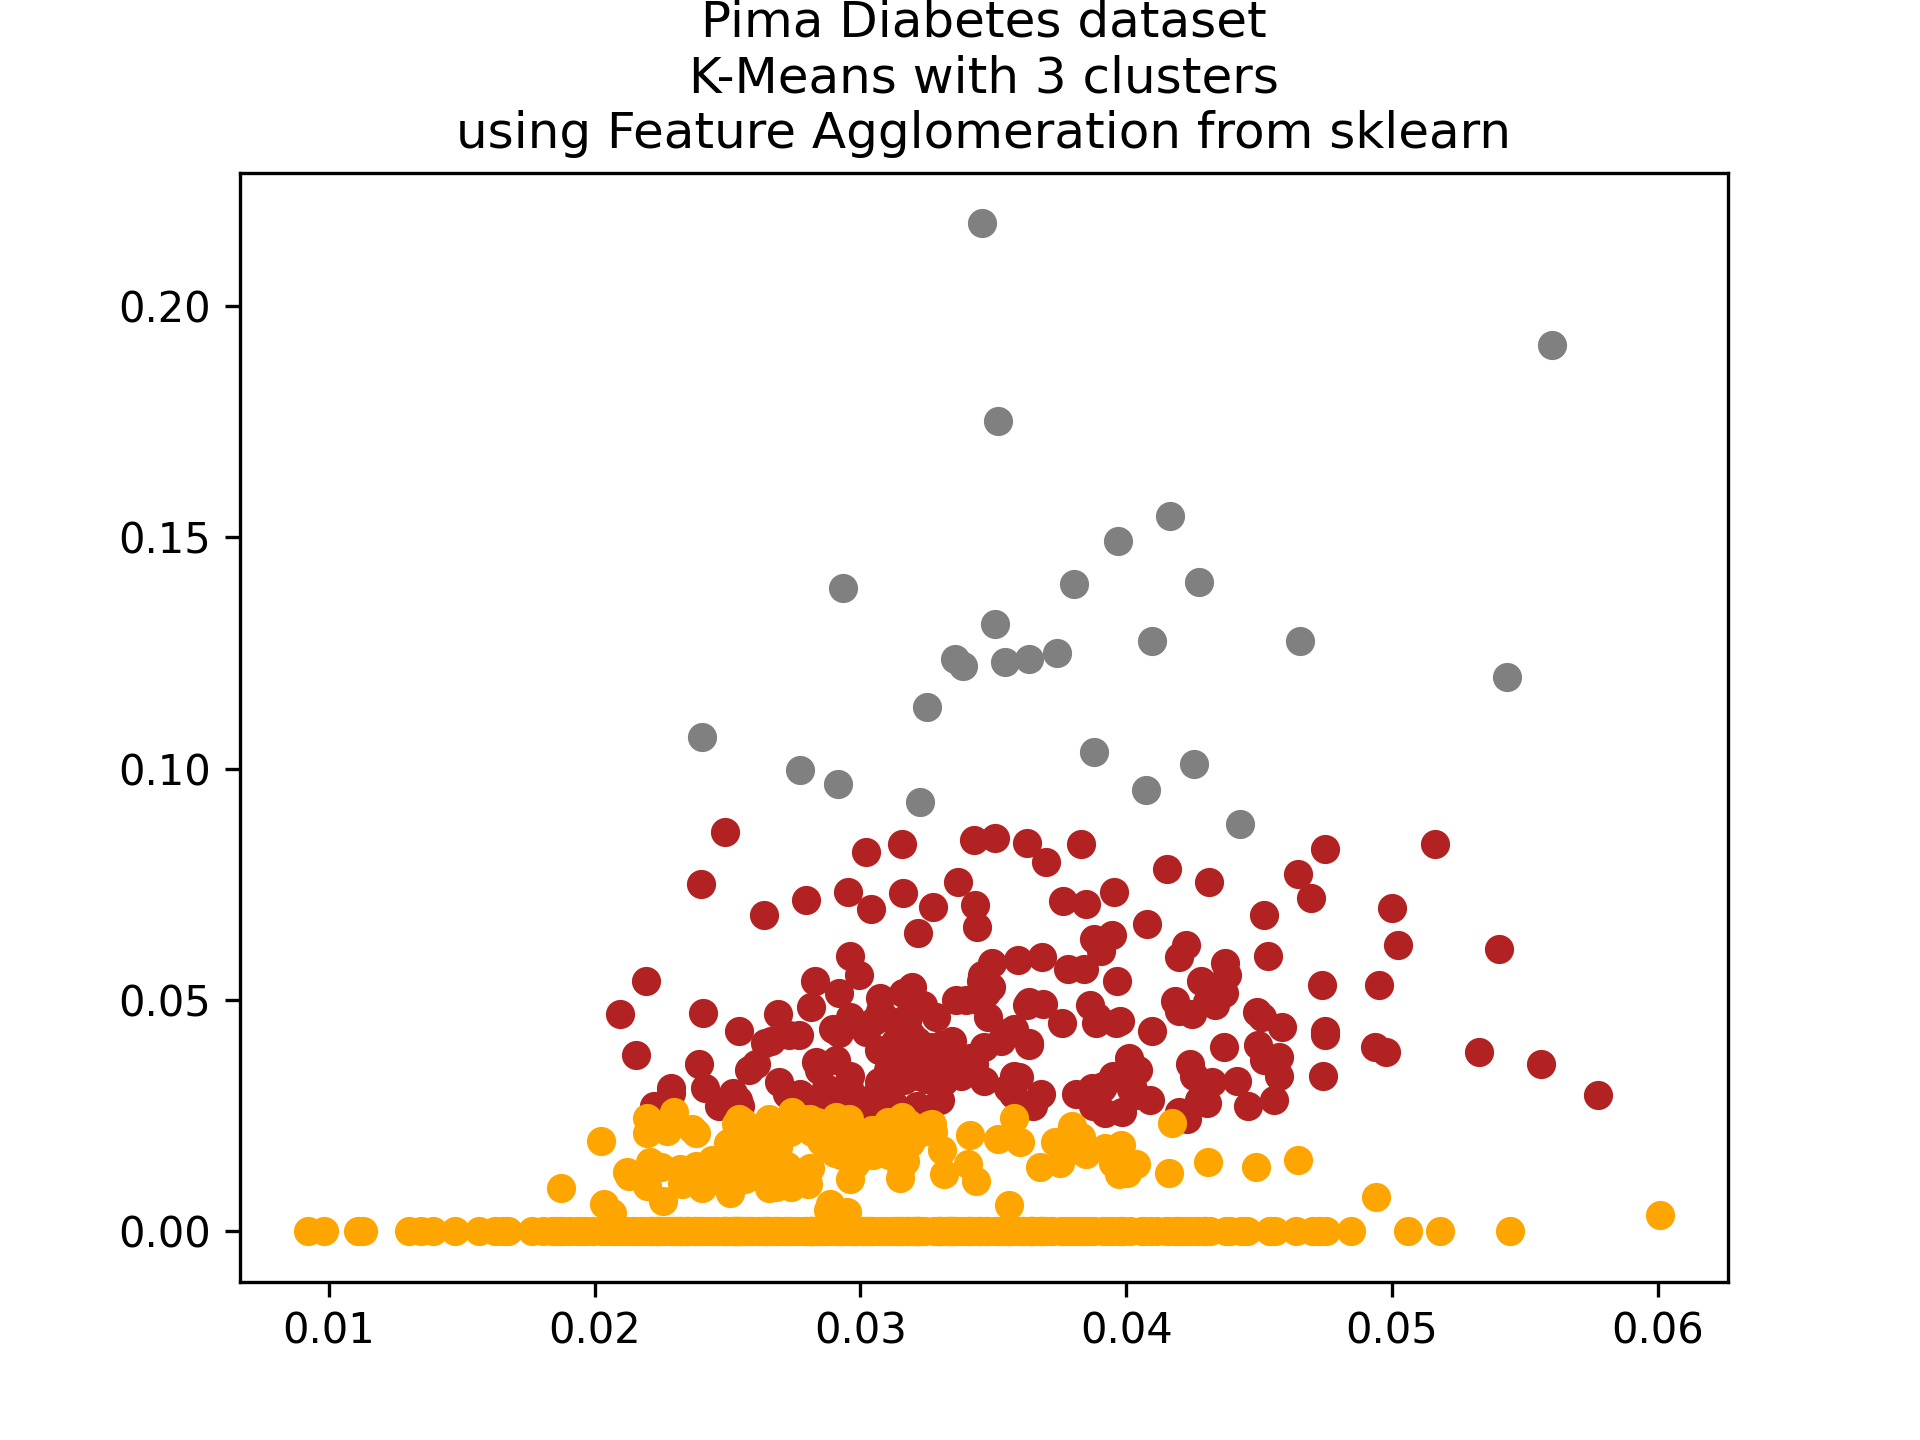 Pima Diabetes dataset
K-Means with 3 clusters
using Feature Agglomeration from sklearn
0.20
0.15
0.10
0.05
0.00
0.01 0.02 0.03 0.04 0.05 0.06